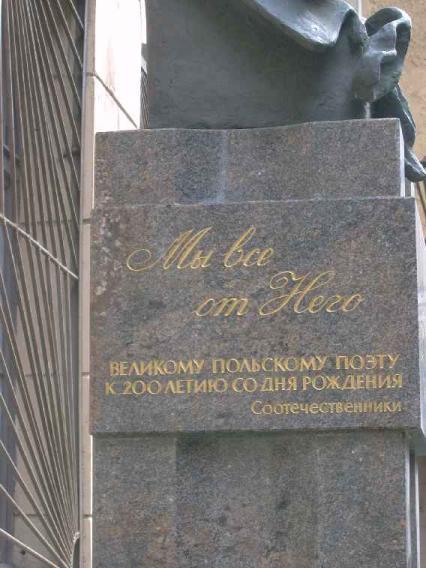 Мы все
от Него
ВЕЛИКОМУ ПОЛЬСКОМУ ПОЭТУ
К 200 ЛЕТИЮ СО ДНЯ РОЖДЕНИЯ
Соотечественники